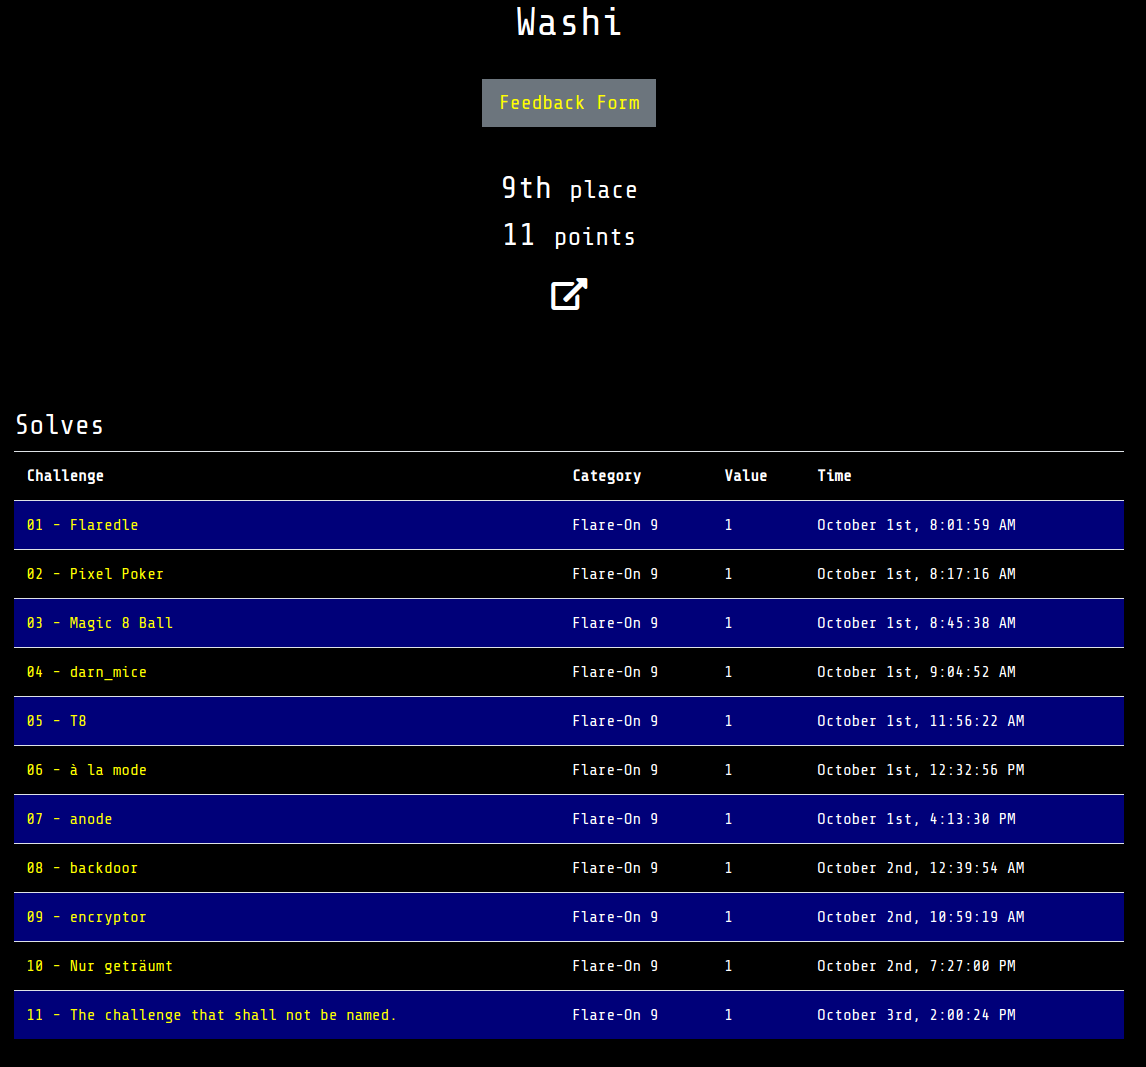 Washi
Feedback Form
9th place
11 points
Solves
Challenge Category Value Time
01 - Flaredle Flare-On 9 1 October 1st, 8:01:59 AM
02 - Pixel Poker Flare-On 9 1 October 1st, 8:17:16 AM
03 - Magic 8 Ball Flare-On 9 1 October 1st, 8:45:38 AM
04 - darn_mice Flare-On 9 1 October 1st, 9:04:52 AM
05 - T8 Flare-On 9 1 October 1st, 11:56:22 AM
06 - à la mode Flare-On 9 1 October 1st, 12:32:56 PM
07 - anode Flare-On 9 1 October 1st, 4:13:30 PM
08 - backdoor Flare-On 9 1 October 2nd, 12:39:54 AM
09 - encryptor Flare-On 9 1 October 2nd, 10:59:19 AM
10 - Nur geträumt Flare-On 9 1 October 2nd, 7:27:00 PM
11 - The challenge that shall not be named. Flare-On 9 1 October 3rd, 2:00:24 PM